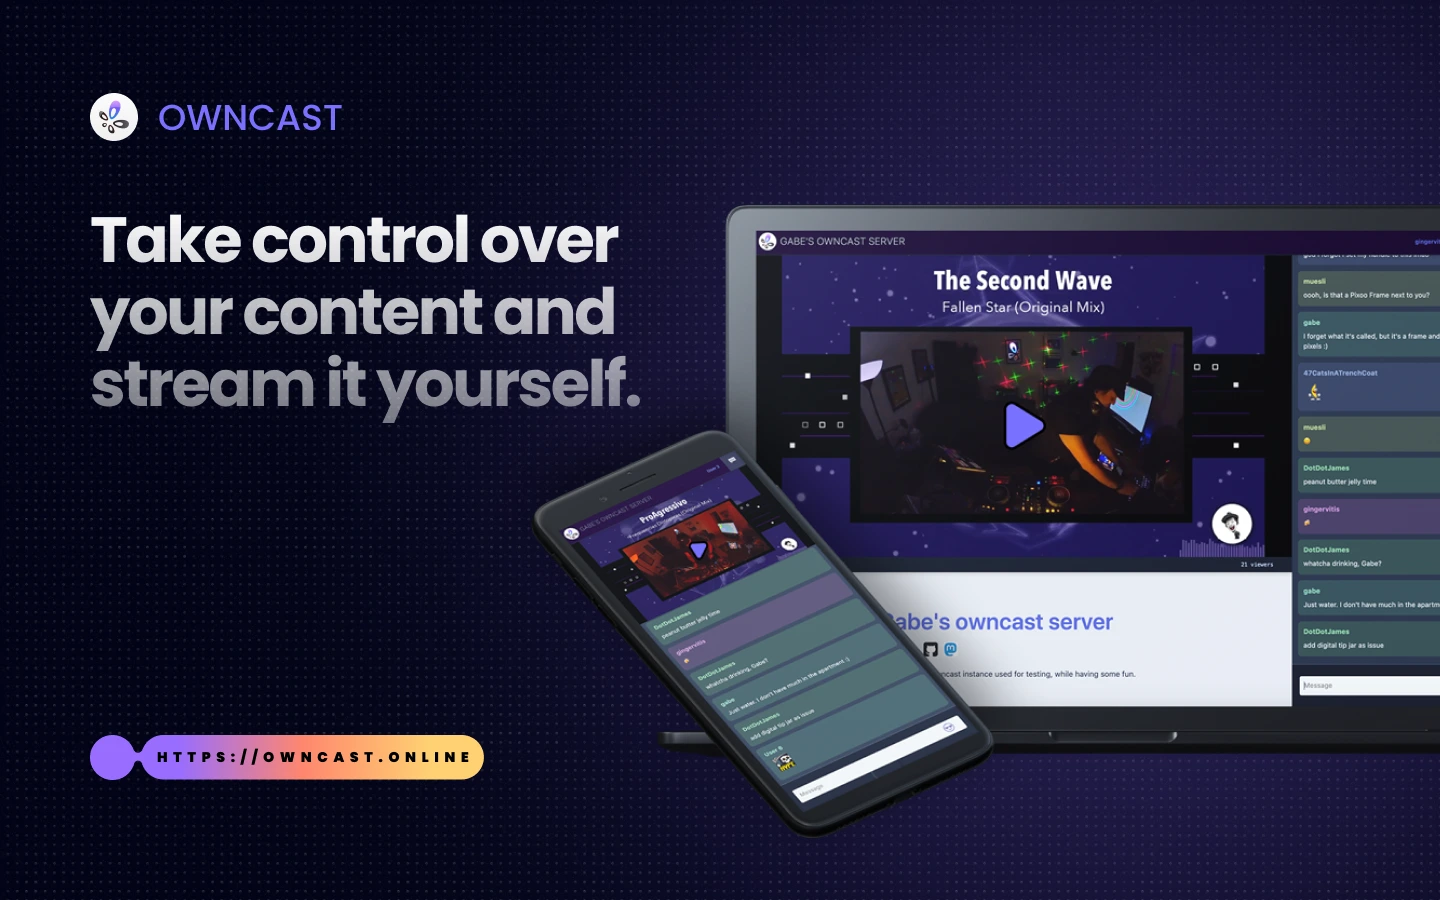 OWNCAST
Take control over
your content and
stream it yourself.
HTTPS://OWNCAST.ONLINE
GABE'S OWNCAST SERVER
The Second Wave
Fallen Star (Original Mix)
21 viewers
abe's owncast server
ncast instance used for testing, while having some fun.
muesli
oooh, is that a Pixoo Frame next to you?
gabe
I forget what it's called, but it's a frame and
pixels :)
47CatsInATrenchCoat
muesli
DotDotJames
peanut butter jelly time
gingervitis
DotDotJames
whatcha drinking, Gabe?
gabe
Just water. I don't have much in the apartm
DotDotJames
add digital tip jar as issue
Message
GABE'S OWNCAST SERVER
ProAgressivo
(Original Mix)
DotDotJames
peanut butter jelly time
gingervitis
DotDotJames
whatcha drinking, Gabe?
gabe
Just water. I don't have much in the apartment :)
DotDotJames
add digital tip jar as issue
User 6
Message